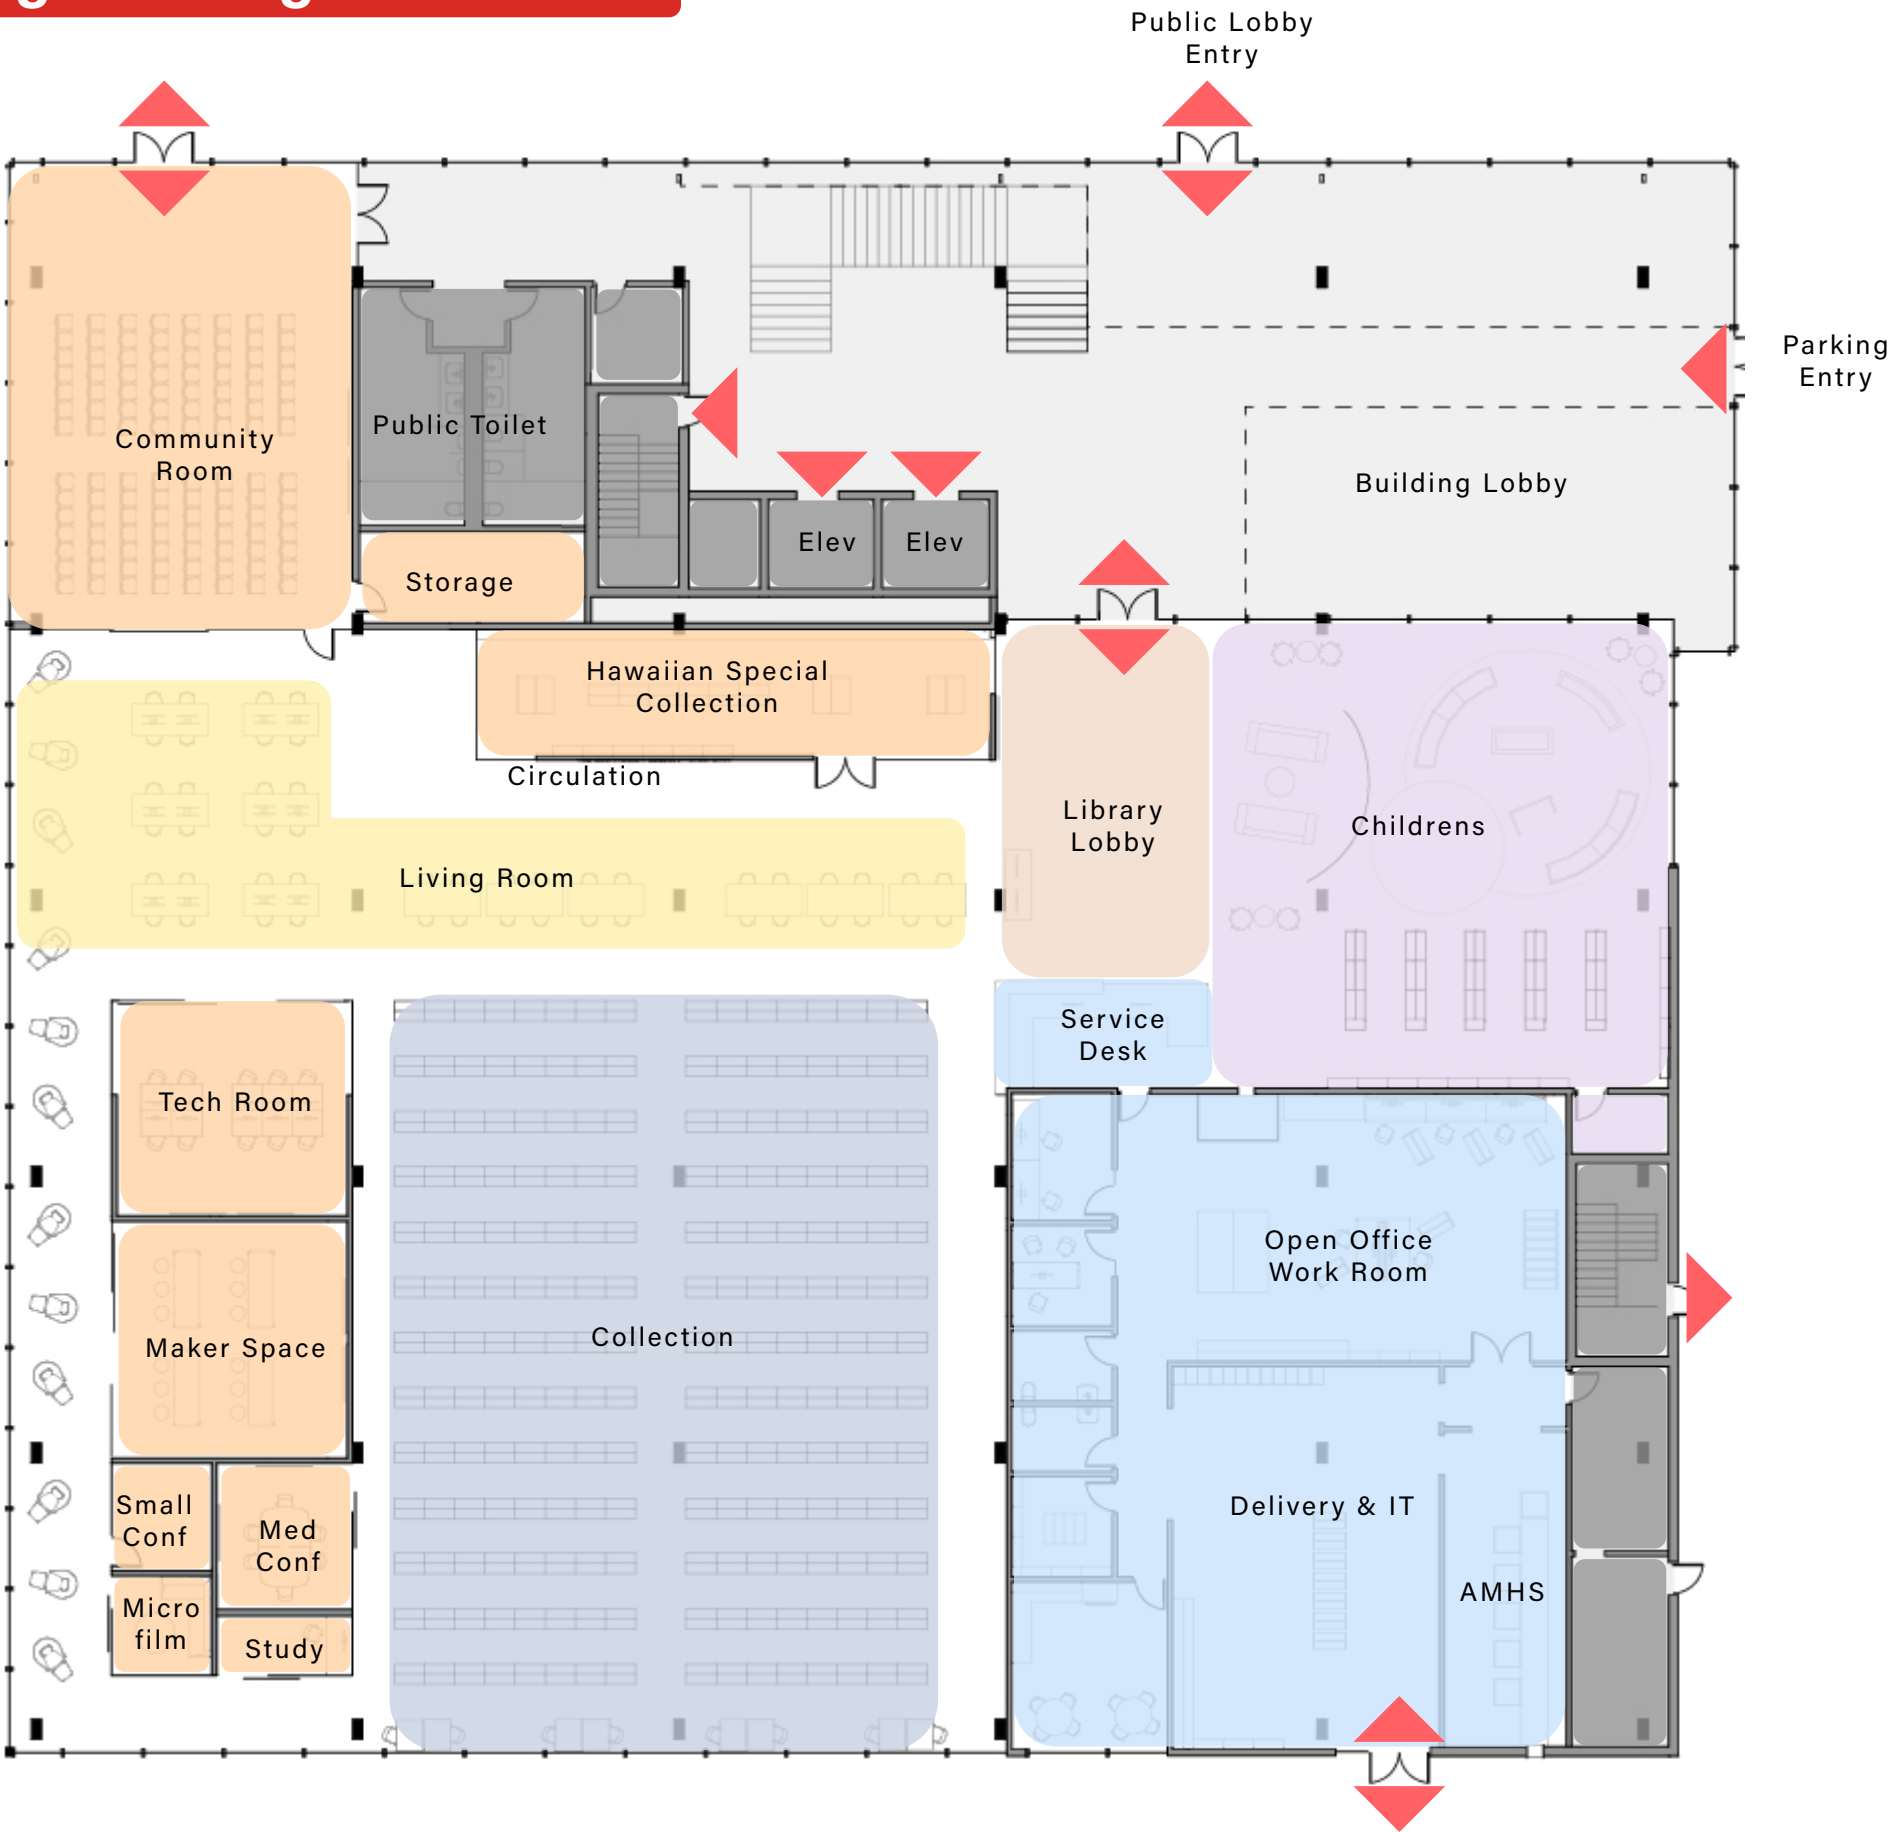 Public Lobby
Entry
Parking
Entry
Community
Room
Public Toilet
Building Lobby
Elev
Elev
Storage
Hawaiian Special
Collection
Circulation
Library
Lobby
Childrens
Living Room
Service
Desk
Tech Room
Open Office
Work Room
Maker Space
Collection
Small
Conf
Med
Conf
Delivery & IT
AMHS
Micro
film
Study